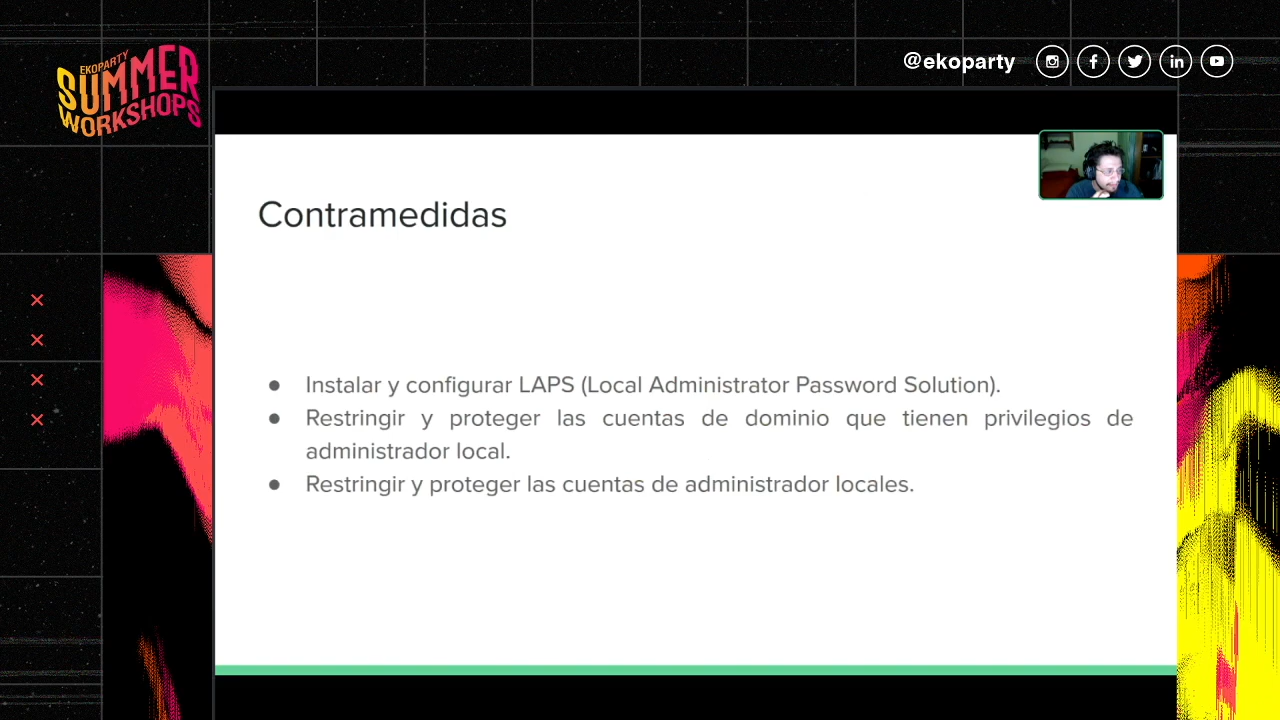 EKOPARTY
SUMMER
WORKSHOPS
@ekoparty
Contramedidas
● Instalar y configurar LAPS (Local Administrator Password Solution).
● Restringir y proteger las cuentas de dominio que tienen privilegios de
administrador local.
● Restringir y proteger las cuentas de administrador locales.